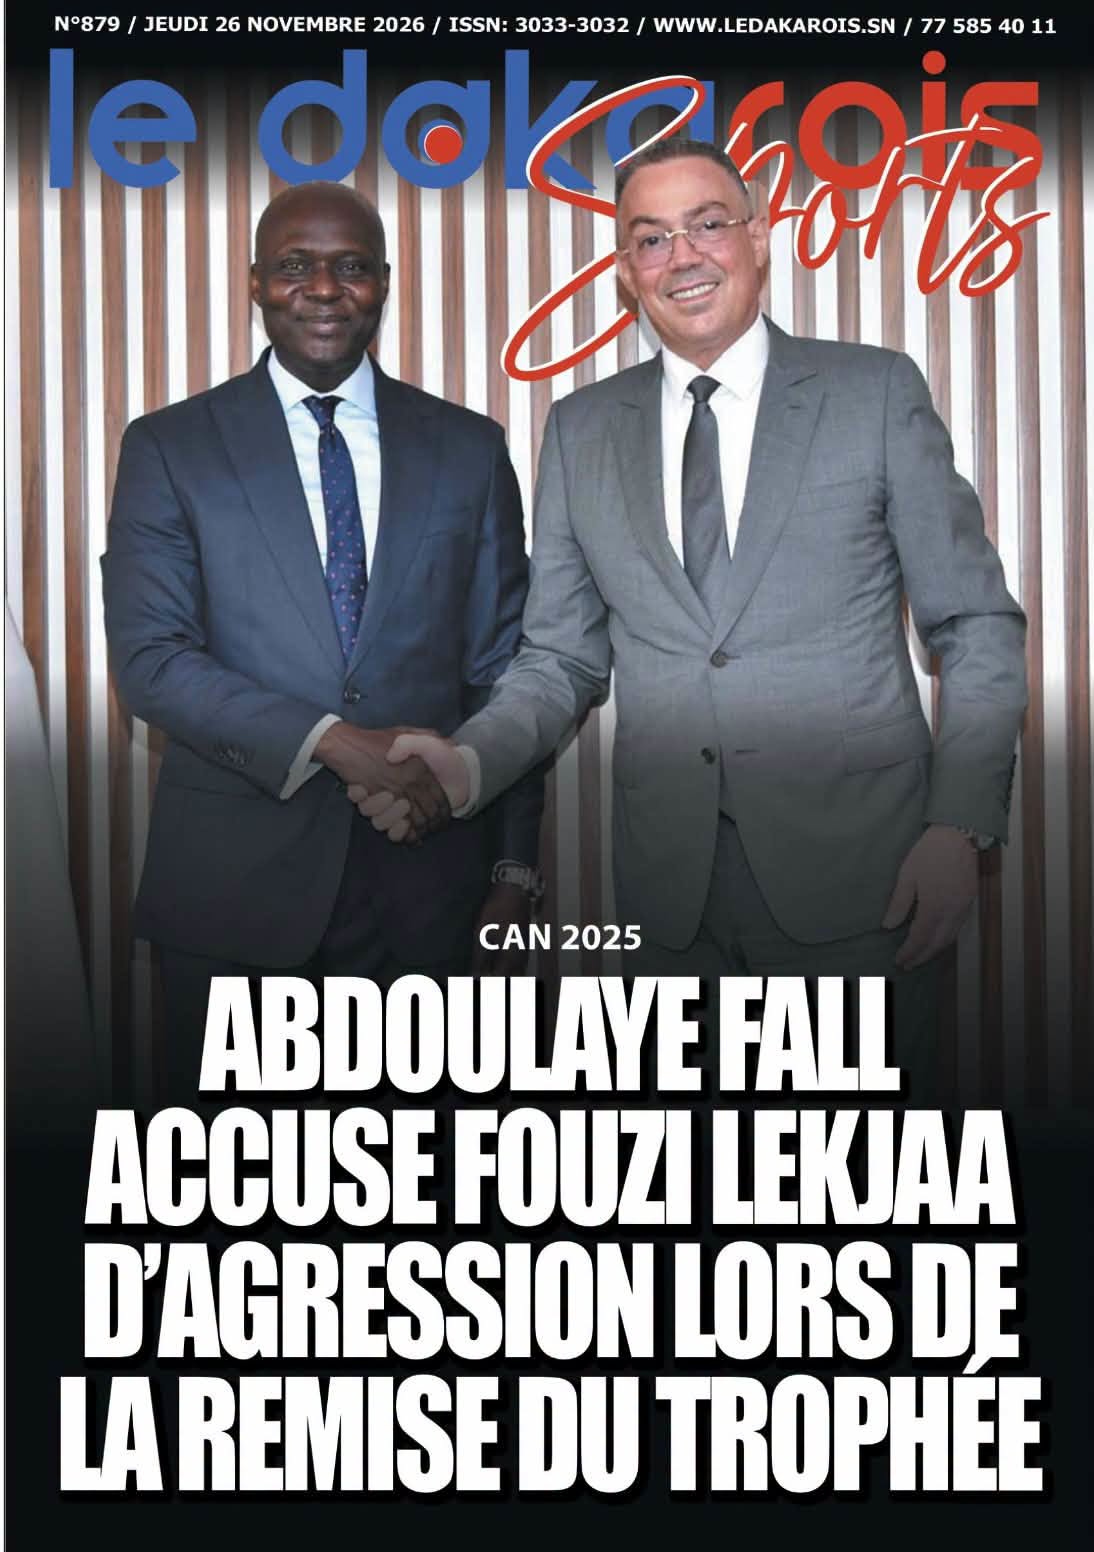 N°879 / JEUDI 26 NOVEMBRE 2026 / ISSN: 3033-3032 / WWW.LEDAKAROIS.SN / 77 585 40 11
le dakarois
Sports
CAN 2025
ABDOULAYE FALL
ACCUSE FOUZI LEKJAA
D'AGRESSION LORS DE
LA REMISE DU TROPHÉE